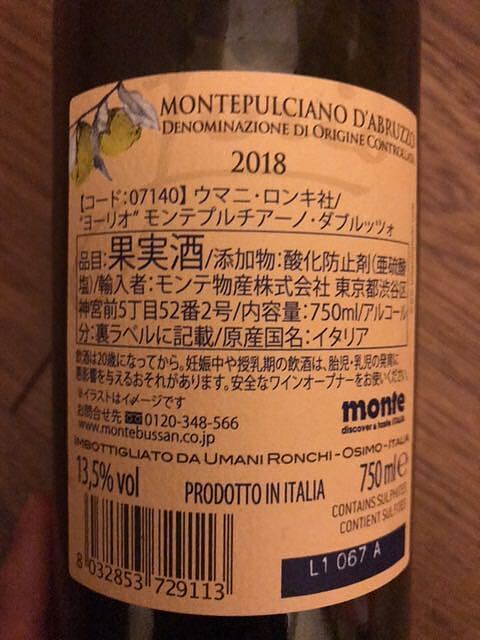 MONTEPULCIANO D'ABRUZZO
DENOMINAZIONE DI ORIGINE CONTROLLATA
2018
【コード:07140】ウマニ・ロンキ社/
"ヨーリオ" モンテプルチアーノ・ダブルッツォ
品目:果実酒/添加物:酸化防止剤(亜硫酸
塩)/輸入者:モンテ物産株式会社 東京都渋谷区
神宮前5丁目52番2号/内容量:750ml/アルコール
分:裏ラベルに記載/原産国名:イタリア
飲酒は20歳になってから。妊娠中や授乳期の飲酒は、胎児・乳児の発育に
悪影響を与えるおそれがあります。安全なワインオープナーをお使いください。
※イラストはイメージです
お問合せ先 0120-348-566
www.montebussan.co.jp
monte
discover & taste ITALIA
IMBOTTIGLIATO DA UMANI RONCHI - OSIMO - ITALIA
13,5% vol
PRODOTTO IN ITALIA
750 ml e
CONTAINS SULPHITES
CONTIENT SULFITES
L1 067 A
8 032853 729113